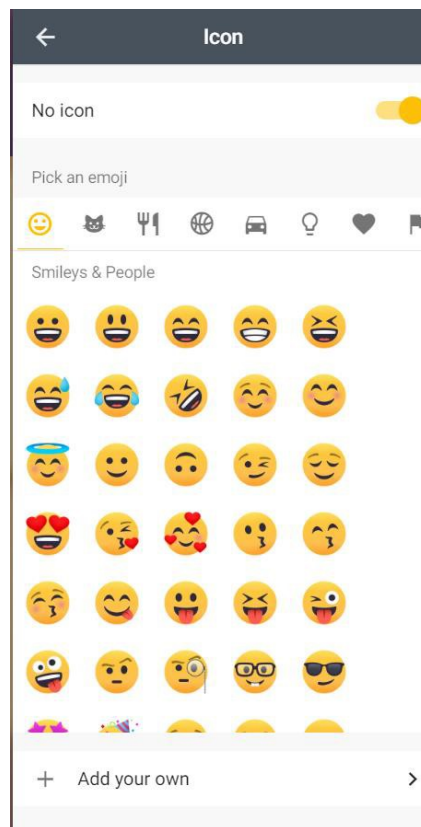 Icon
No icon
Pick an emoji
Smileys & People
Add your own